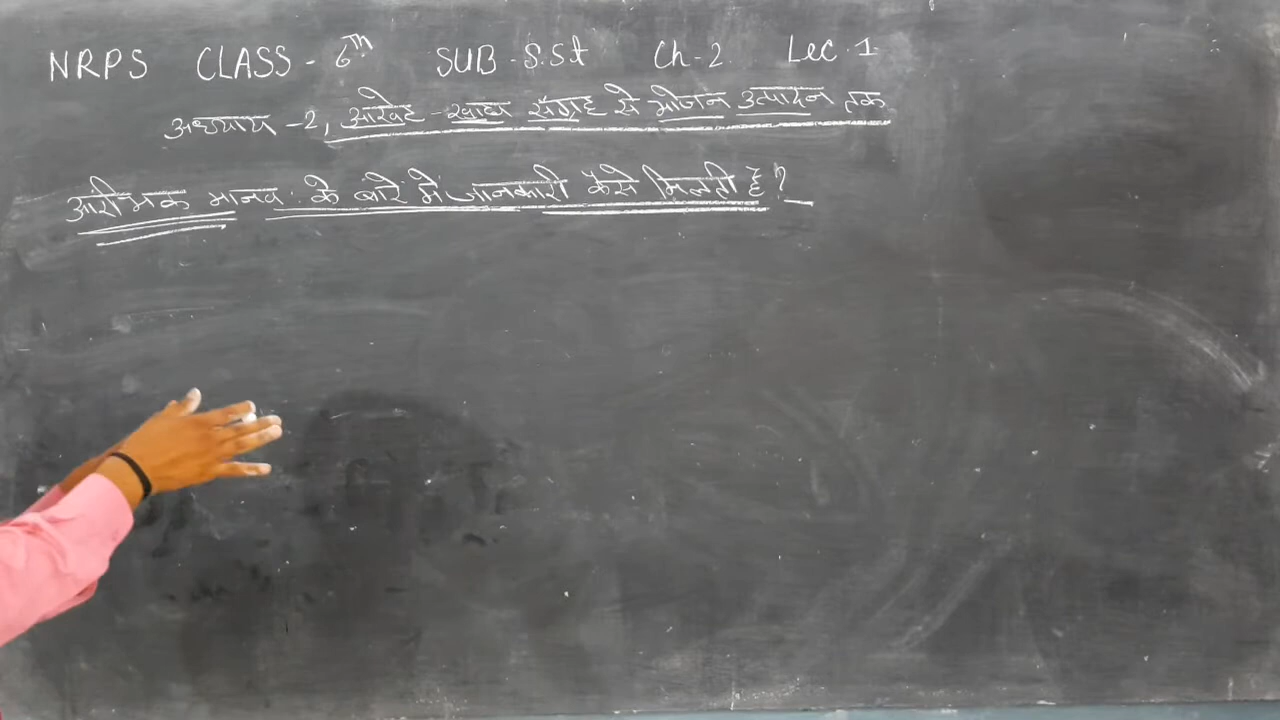 NRPS CLASS - 6th SUB - S.St Ch - 2 Lec. 1
अध्याय - 2, आखेट - खाद्य संग्रह से भोजन उत्पादन तक
आरंभिक मानव के बारे में जानकारी कैसे मिलती है?